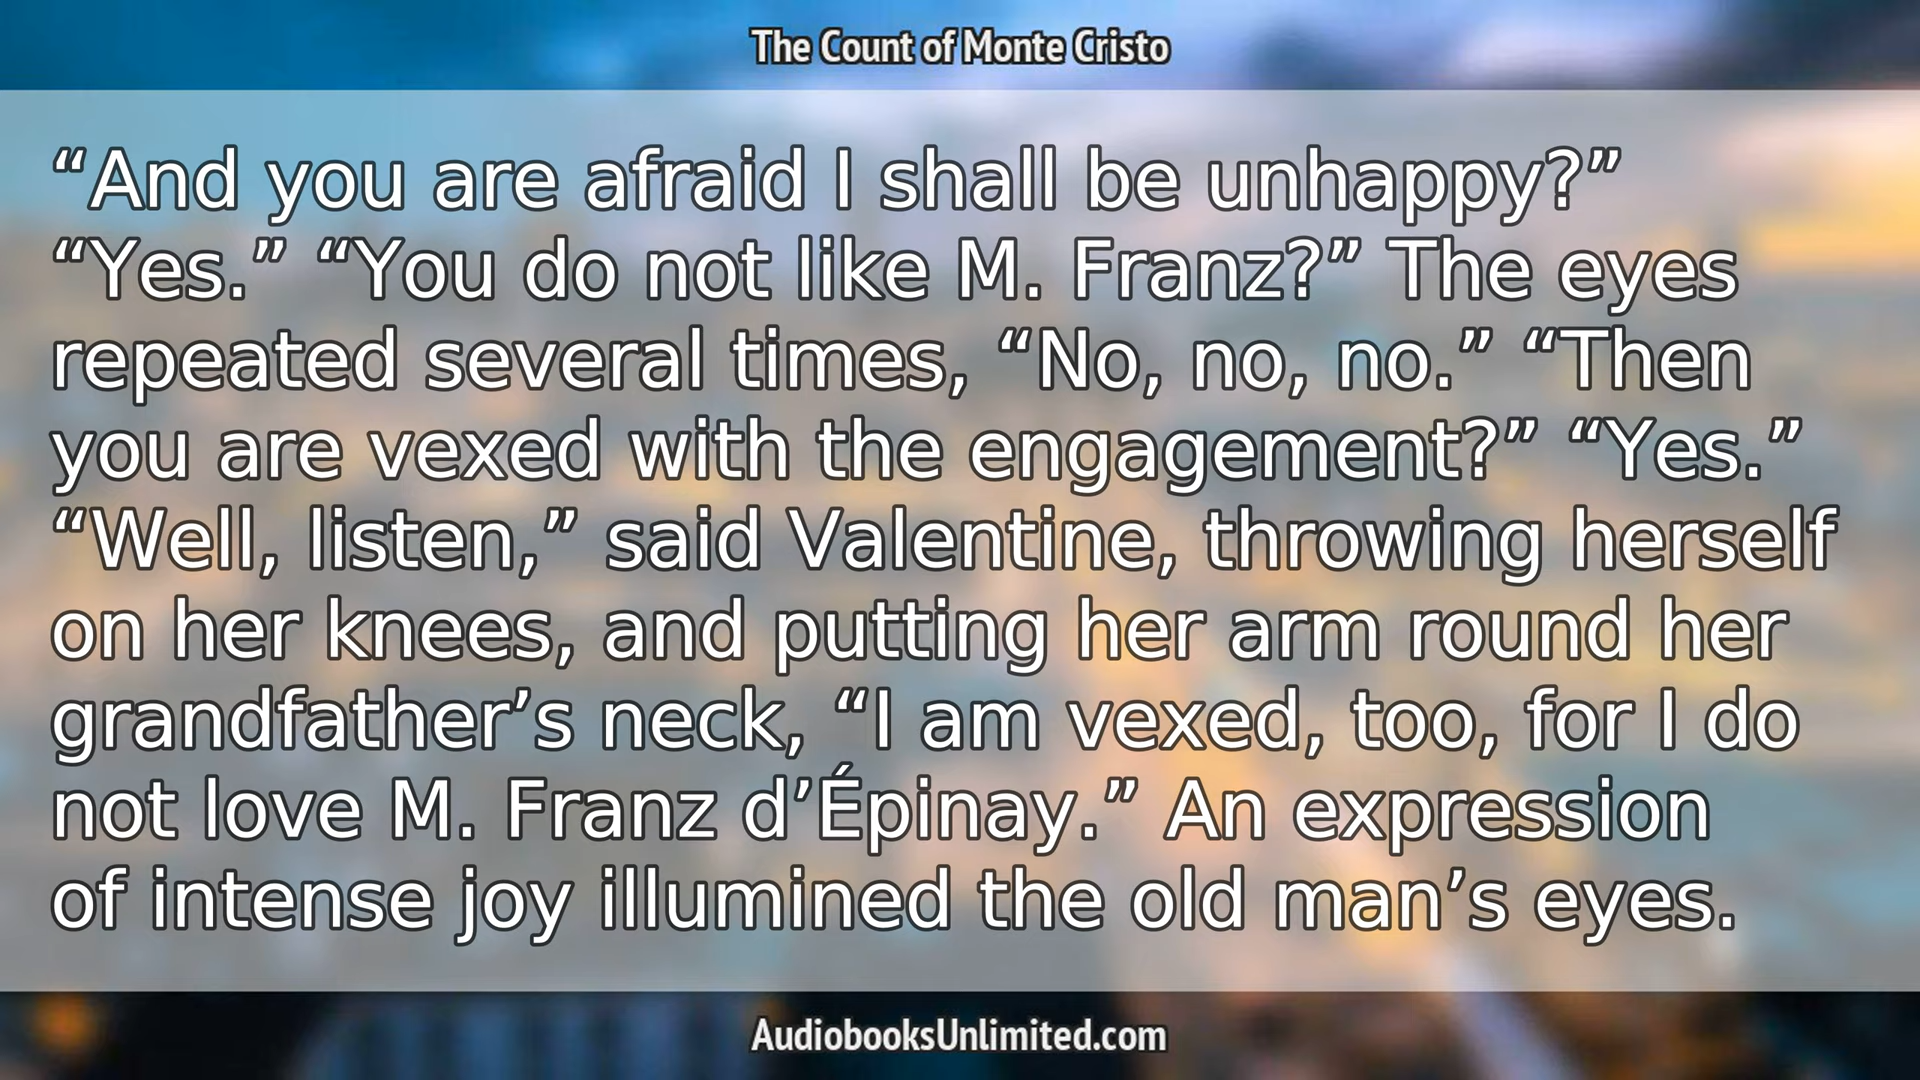 The Count of Monte Cristo
“And you are afraid I shall be unhappy?”
“Yes.” “You do not like M. Franz?” The eyes
repeated several times, “No, no, no.” “Then
you are vexed with the engagement?” “Yes.”
“Well, listen,” said Valentine, throwing herself
on her knees, and putting her arm round her
grandfather’s neck, “I am vexed, too, for I do
not love M. Franz d’Épinay.” An expression
of intense joy illumined the old man’s eyes.
AudiobooksUnlimited.com